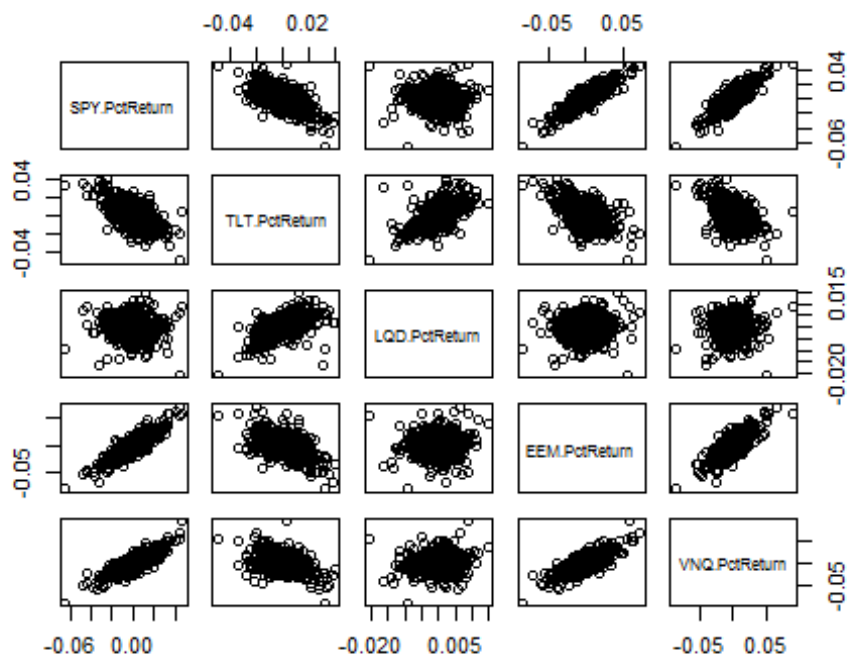 -0.04 0.02 -0.05 0.05
SPY.PctReturn
-0.06 0.04
-0.04 0.04
TLT.PctReturn
LQD.PctReturn
-0.020 0.015
-0.05
EEM.PctReturn
VNQ.PctReturn
-0.05
-0.06 0.00 -0.020 0.005 -0.05 0.05